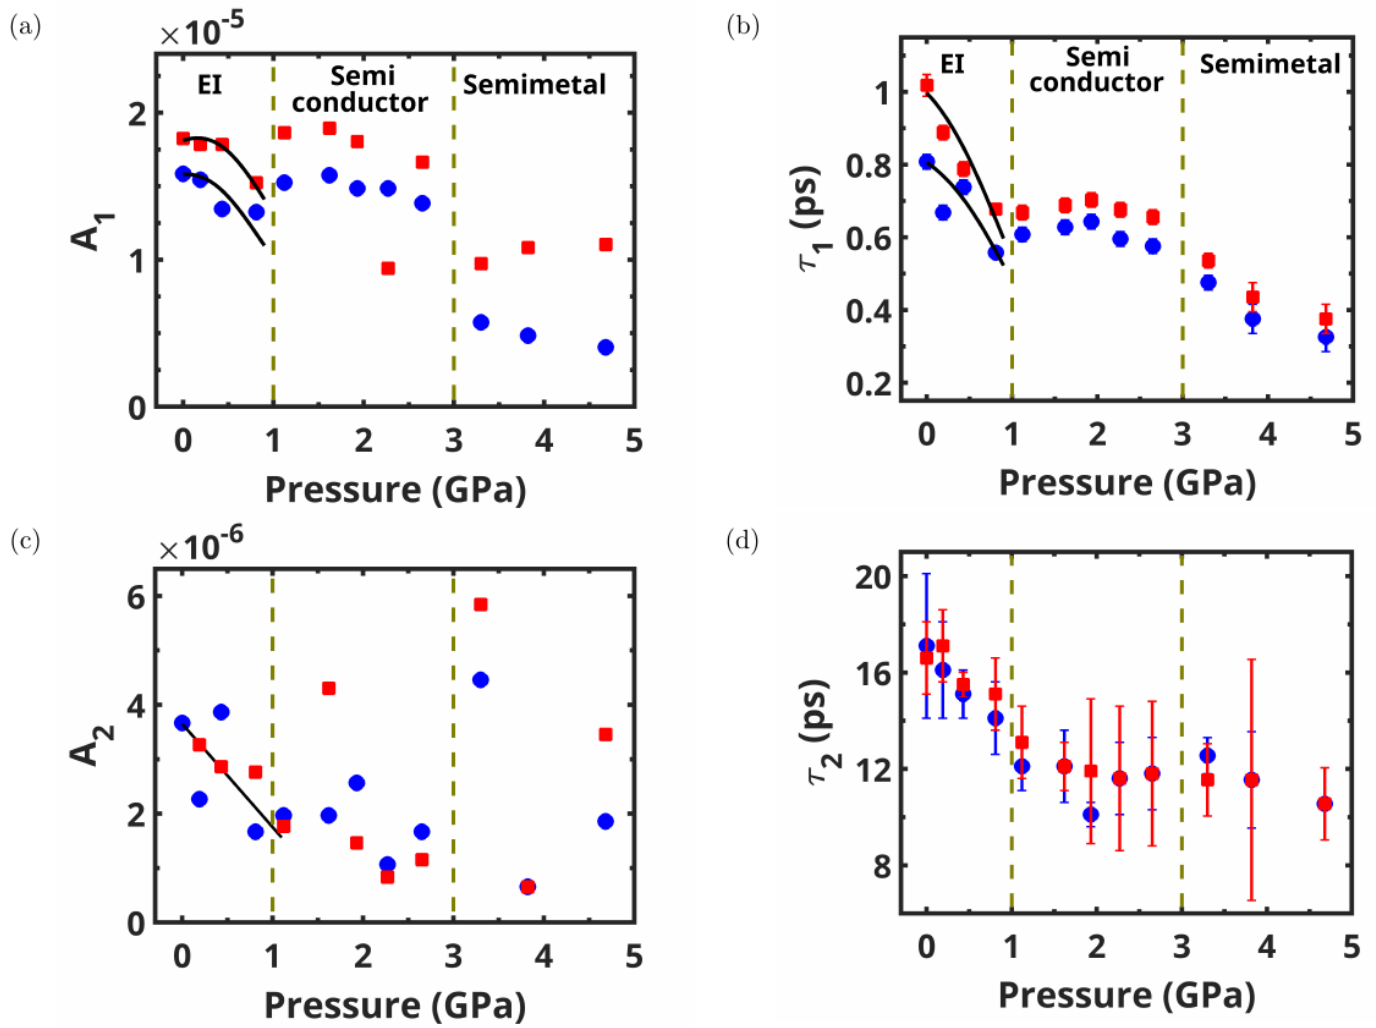 (a)
×10⁻⁵
EI
Semi
conductor
Semimetal
2
1
0
A₁
0 1 2 3 4 5
Pressure (GPa)
(b)
EI
Semi
conductor
Semimetal
1
0.8
0.6
0.4
0.2
τ₁ (ps)
0 1 2 3 4 5
Pressure (GPa)
(c)
×10⁻⁶
6
4
2
0
A₂
0 1 2 3 4 5
Pressure (GPa)
(d)
20
16
12
8
τ₂ (ps)
0 1 2 3 4 5
Pressure (GPa)